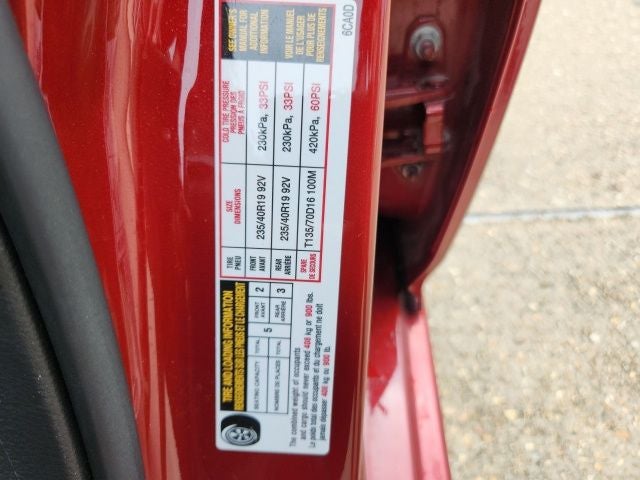 TIRE AND LOADING INFORMATION
RENSEIGNEMENTS SUR LES PNEUS ET LE CHARGEMENT
SEATING CAPACITY TOTAL 5 FRONT AVANT 2
NOMBRE DE PLACES TOTAL REAR ARRIÈRE 3
The combined weight of occupants
and cargo should never exceed 408 kg or 900 lbs.
Le poids total des occupants et du chargement ne doit
jamais dépasser 408 kg ou 900 lb.
TIRE PNEU
SIZE DIMENSIONS
COLD TIRE PRESSURE
PRESSION DES
PNEUS À FROID
FRONT AVANT 235/40R19 92V 230kPa, 33PSI
REAR ARRIÈRE 235/40R19 92V 230kPa, 33PSI
SPARE DE SECOURS T135/70D16 100M 420kPa, 60PSI
SEE OWNER'S
MANUAL FOR
ADDITIONAL
INFORMATION
VOIR LE MANUEL
DE L'USAGER
POUR PLUS DE
RENSEIGNEMENTS
6CA0D